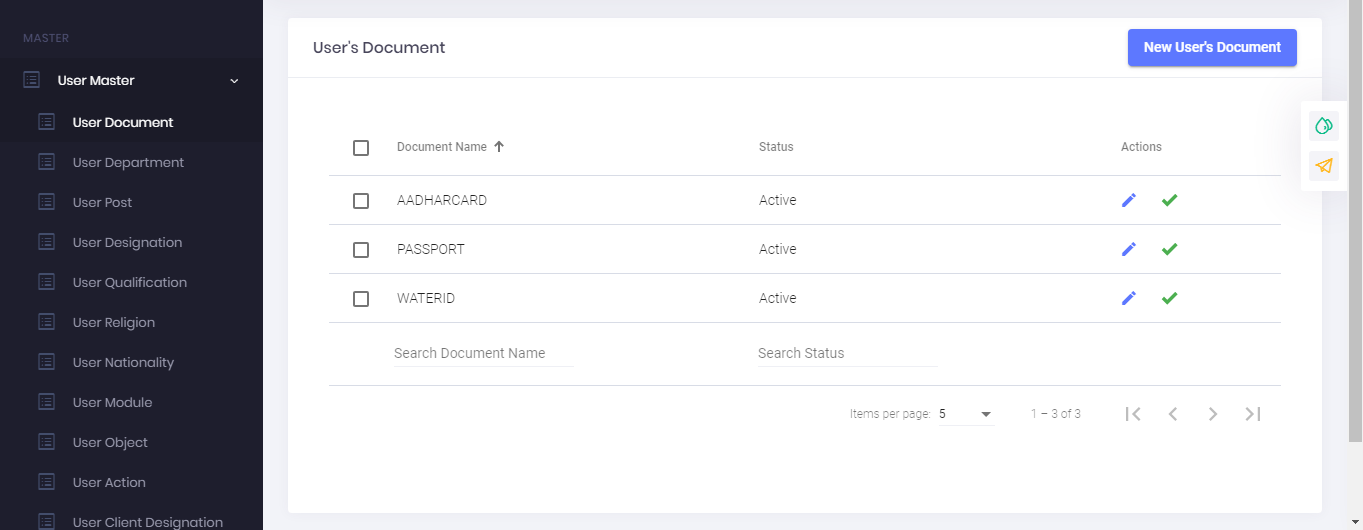 MASTER
User Master
User Document
User Department
User Post
User Designation
User Qualification
User Religion
User Nationality
User Module
User Object
User Action
User Client Designation
User's Document
New User's Document
Document Name Status Actions
AADHARCARD Active
PASSPORT Active
WATERID Active
Search Document Name Search Status
Items per page: 5 1 – 3 of 3